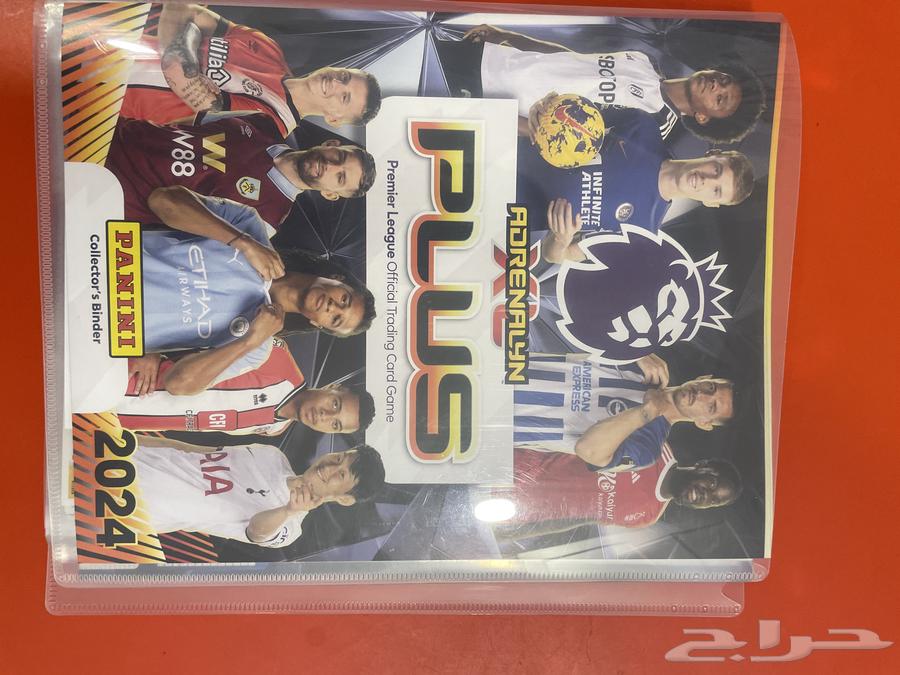 ADRENALYN
XL
PLUS
Premier League Official Trading Card Game
SBOTOP
INFINITE
ATHLETE
AMERICAN
EXPRESS
W
W88
ETIHAD
AIRWAYS
AIA
PANINI
Collector's Binder
2024
حراج